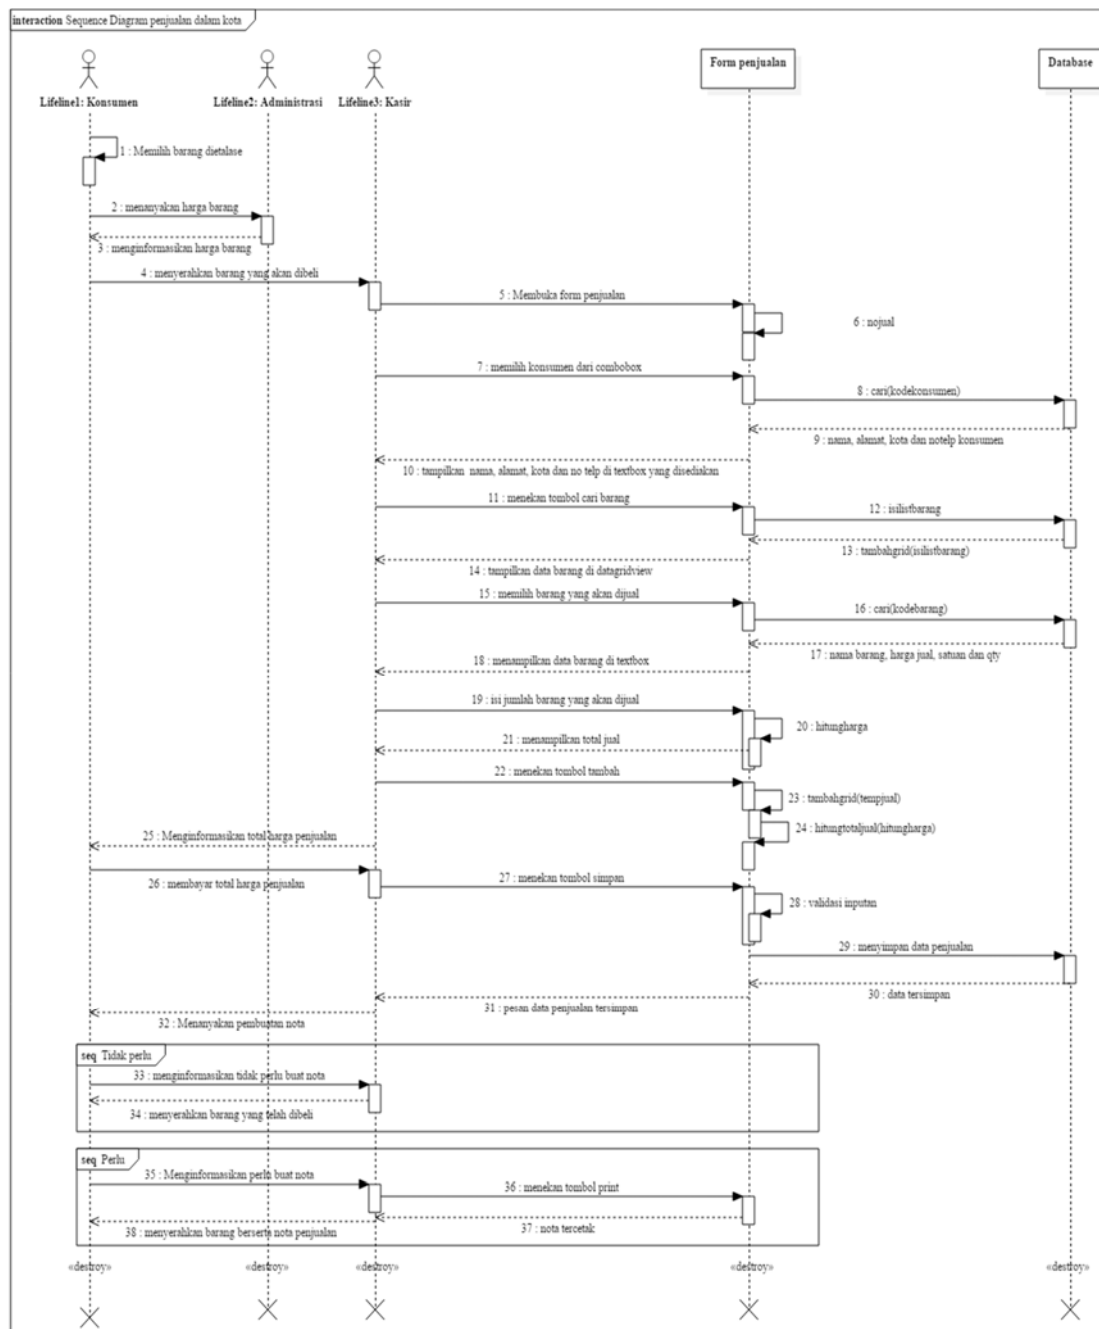 interaction Sequence Diagram penjualan dalam kota
Lifeline1: Konsumen
Lifeline2: Administrasi
Lifeline3: Kasir
Form penjualan
Database
1 : Memilih barang dietalase
2 : menanyakan harga barang
3 : menginformasikan harga barang
4 : menyerahkan barang yang akan dibeli
5 : Membuka form penjualan
6 : nojual
7 : memilih konsumen dari combobox
8 : cari(kodekonsumen)
9 : nama, alamat, kota dan notelp konsumen
10 : tampilkan nama, alamat, kota dan no telp di textbox yang disediakan
11 : menekan tombol cari barang
12 : isilistbarang
13 : tambahgrid(isilistbarang)
14 : tampilkan data barang di datagridview
15 : memilih barang yang akan dijual
16 : cari(kodebarang)
17 : nama barang, harga jual, satuan dan qty
18 : menampilkan data barang di textbox
19 : isi jumlah barang yang akan dijual
20 : hitungharga
21 : menampilkan total jual
22 : menekan tombol tambah
23 : tambahgrid(tempjual)
24 : hitungtotaljual(hitungharga)
25 : Menginformasikan total harga penjualan
26 : membayar total harga penjualan
27 : menekan tombol simpan
28 : validasi inputan
29 : menyimpan data penjualan
30 : data tersimpan
31 : pesan data penjualan tersimpan
32 : Menanyakan pembuatan nota
seq Tidak perlu
33 : menginformasikan tidak perlu buat nota
34 : menyerahkan barang yang telah dibeli
seq Perlu
35 : Menginformasikan perlu buat nota
36 : menekan tombol print
37 : nota tercetak
38 : menyerahkan barang berserta nota penjualan
«destroy»
«destroy»
«destroy»
«destroy»
«destroy»